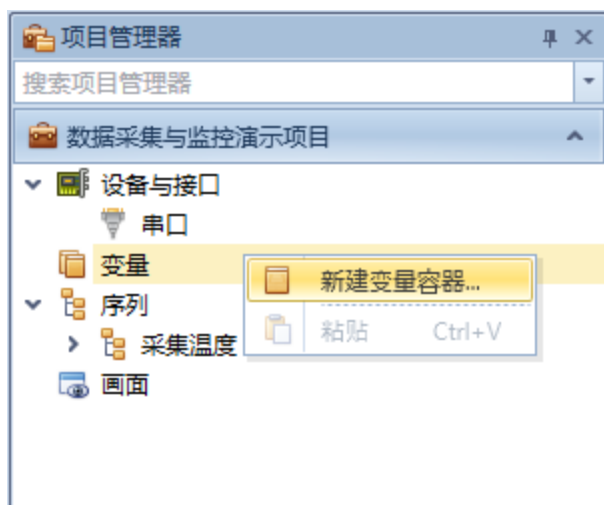 项目管理器
搜索项目管理器
数据采集与监控演示项目
设备与接口
串口
变量
新建变量容器...
序列
粘贴 Ctrl+V
采集温度
画面